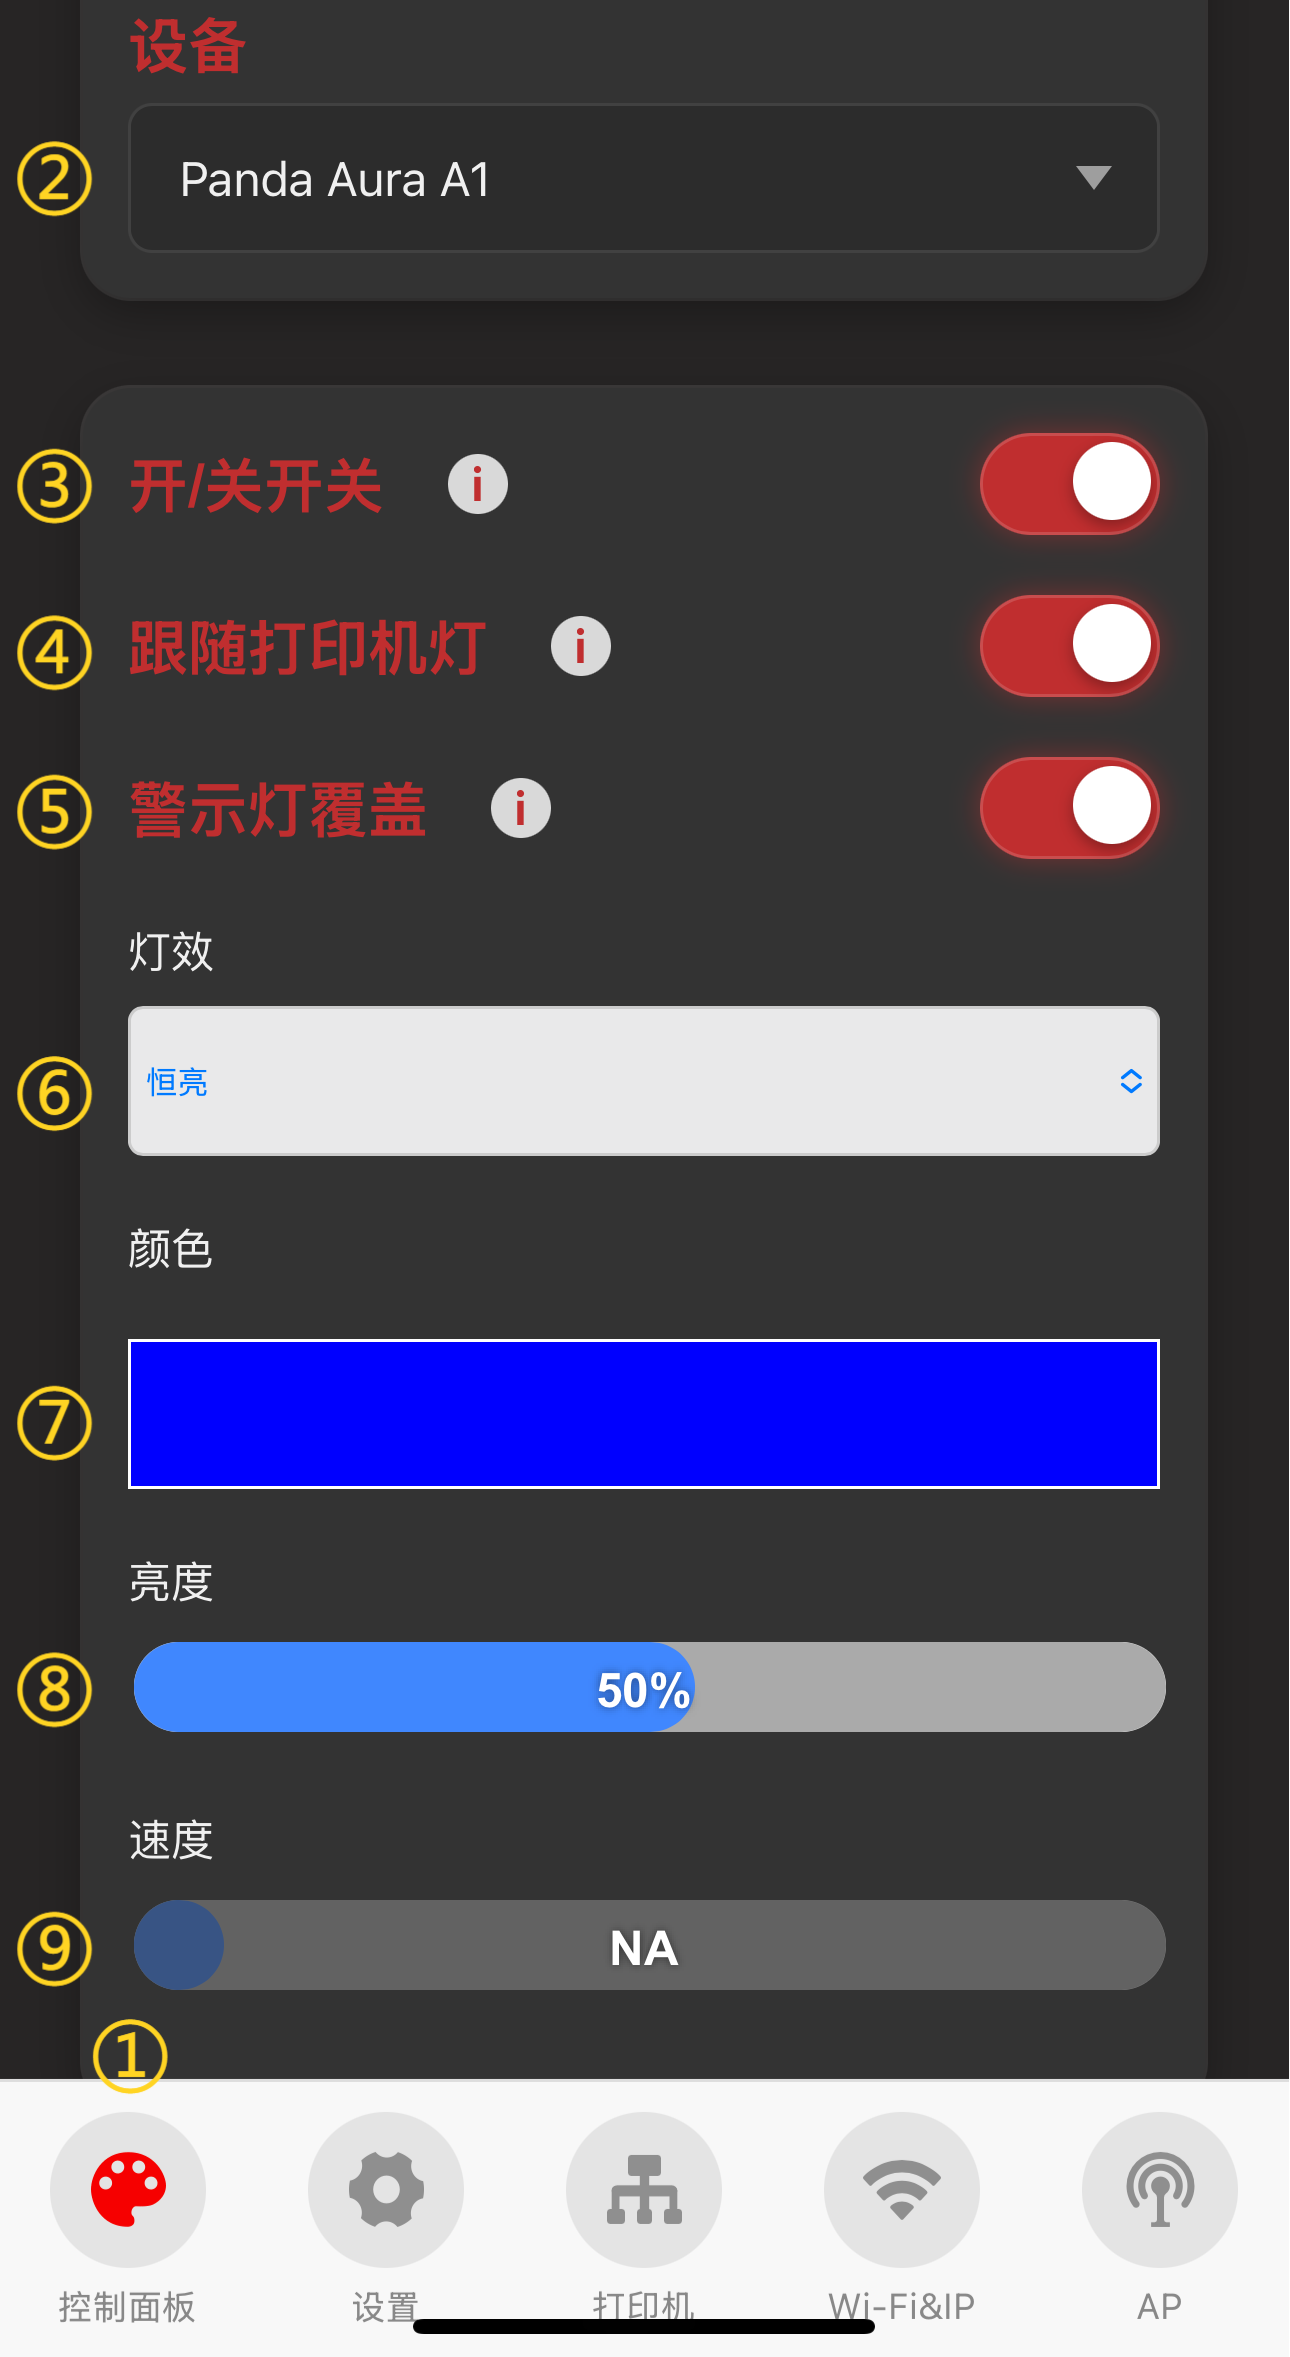 设备
② Panda Aura A1
③ 开/关开关 i
④ 跟随打印机灯 i
⑤ 警示灯覆盖 i
灯效
⑥ 恒亮
颜色
⑦
亮度
⑧ 50%
速度
⑨ NA
①
控制面板 设置 打印机 Wi-Fi&IP AP